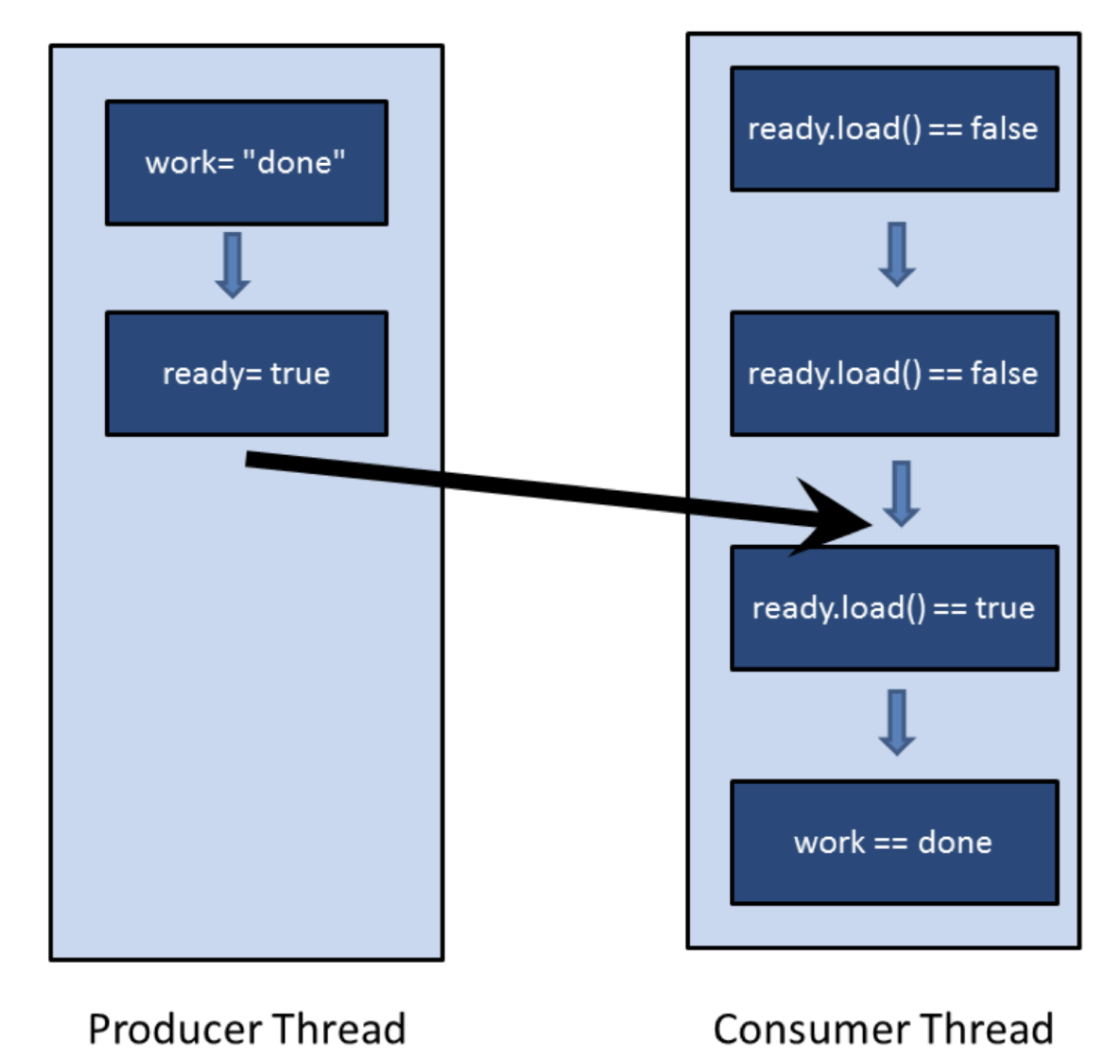 work= "done"
ready= true
Producer Thread
ready.load() == false
ready.load() == false
ready.load() == true
work == done
Consumer Thread